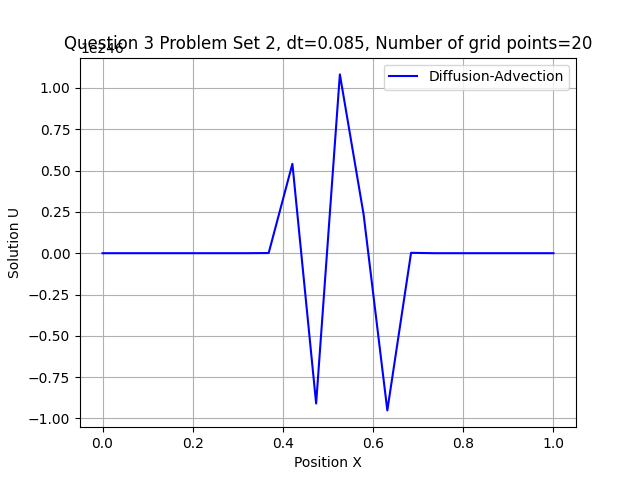 Question 3 Problem Set 2, dt=0.085, Number of grid points=20
1e246
Diffusion-Advection
1.00
0.75
0.50
0.25
0.00
−0.25
−0.50
−0.75
−1.00
Solution U
0.0 0.2 0.4 0.6 0.8 1.0
Position X